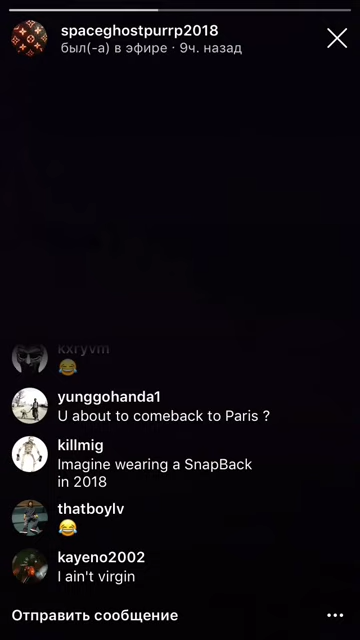 spaceghostpurrp2018
был(-а) в эфире · 9ч. назад
kxryvm
😂
yunggohanda1
U about to comeback to Paris ?
killmig
Imagine wearing a SnapBack
in 2018
thatboylv
😂
kayeno2002
I ain't virgin
Отправить сообщение